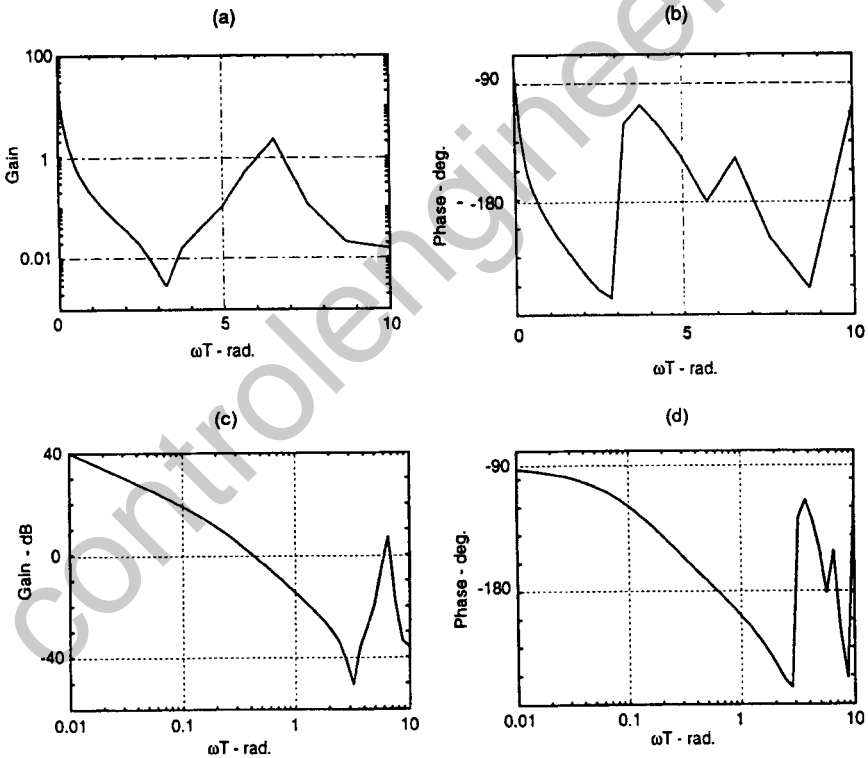 (a)
100
1
0.01
Gain
0
5
10
ωT - rad.
(b)
-90
-180
Phase - deg.
0
5
10
ωT - rad.
(c)
40
0
-40
Gain - dB
0.01
0.1
1
10
ωT - rad.
(d)
-90
-180
Phase - deg.
0.01
0.1
1
10
ωT - rad.
controlenginee